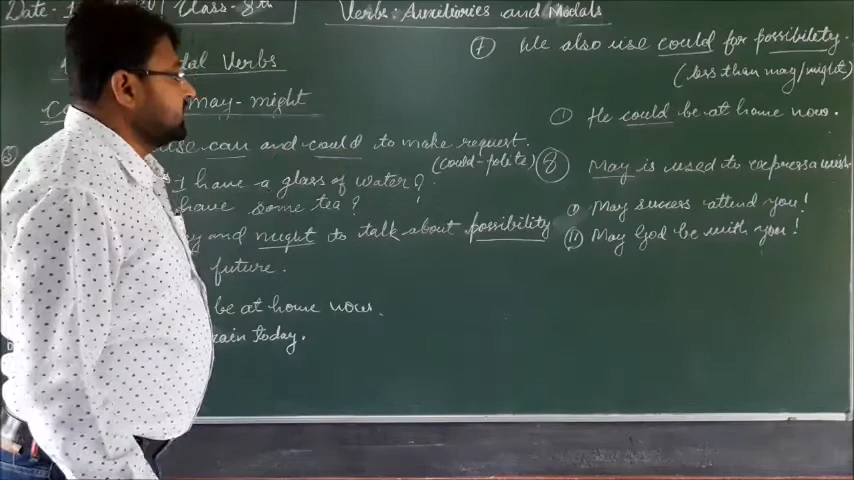 Date-
Class-8th
Verbs: Auxiliaries and Modals
dal Verbs
may-might
use can and could to make request.
(could-polite)
I have a glass of water?
have some tea?
and might to talk about possibility
future.
be at home now.
rain today.
7 We also use could for possibility.
(less than may/might)
i He could be at home now.
8 May is used to express a wish
i May success attend you!
ii May God be with you!